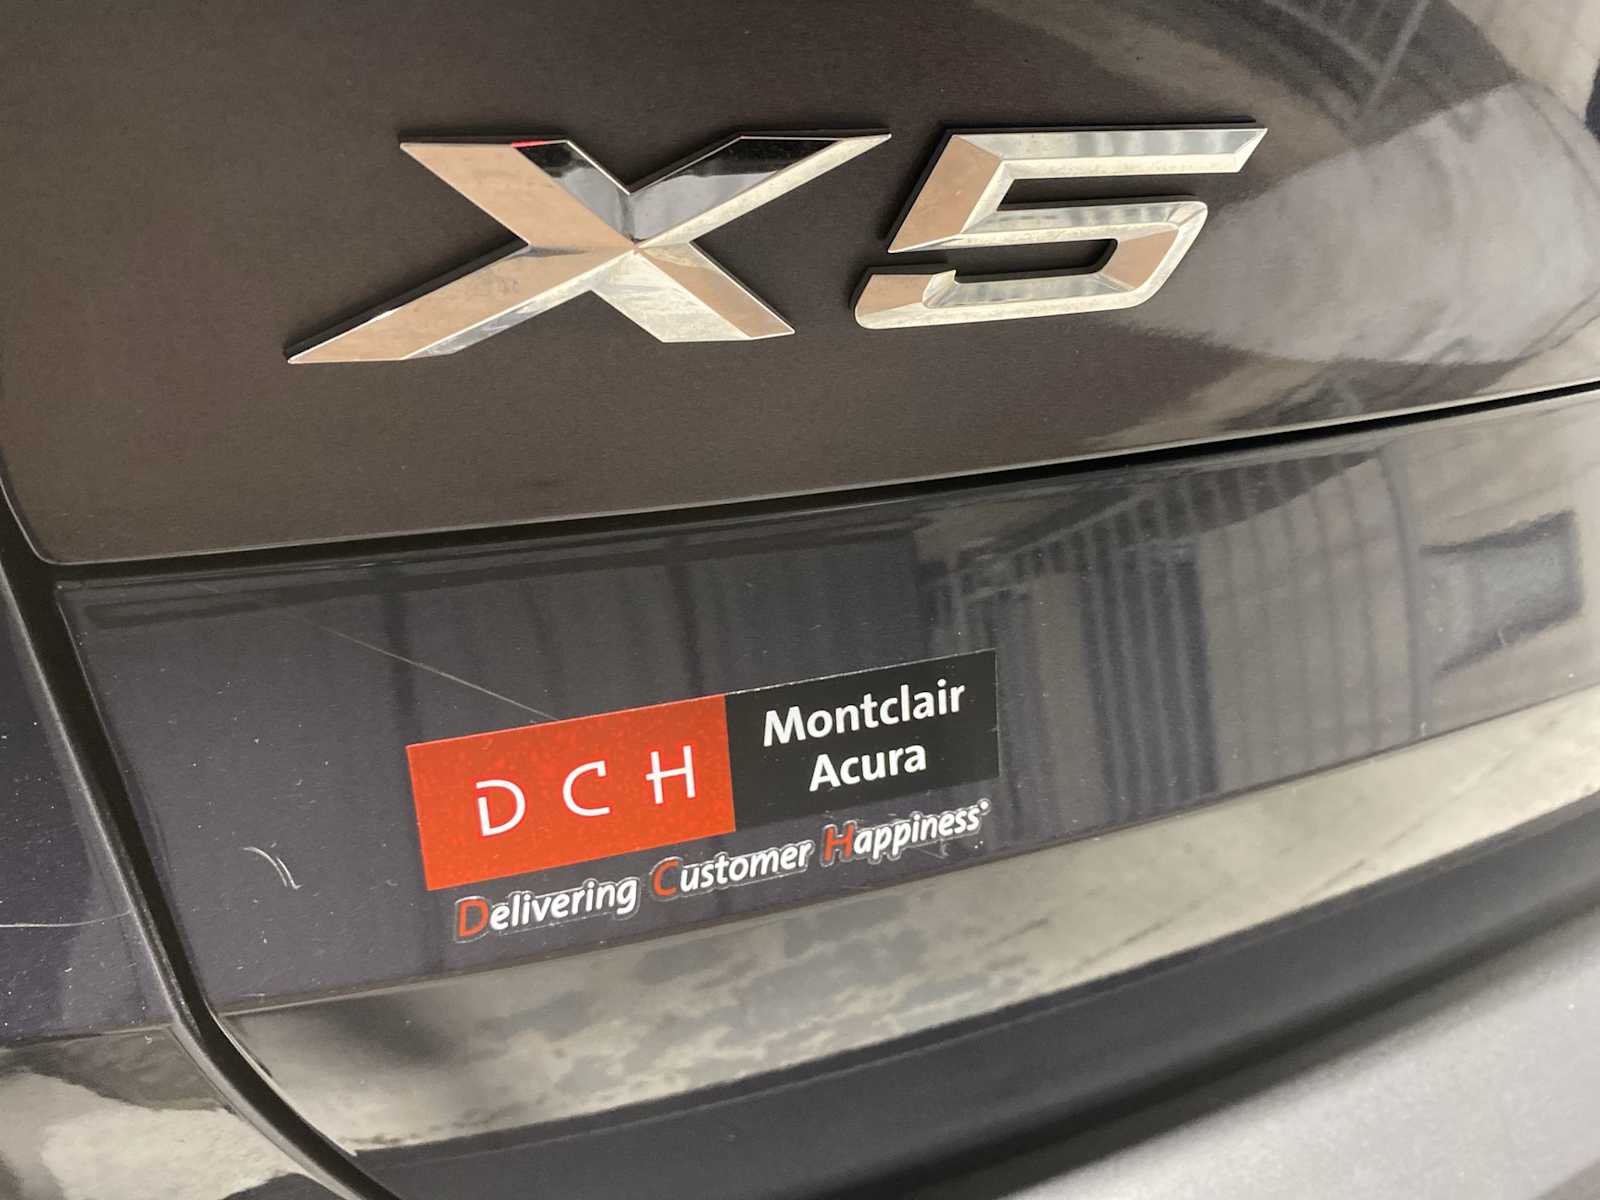 X5
DCH
Montclair
Acura
Delivering Customer Happiness